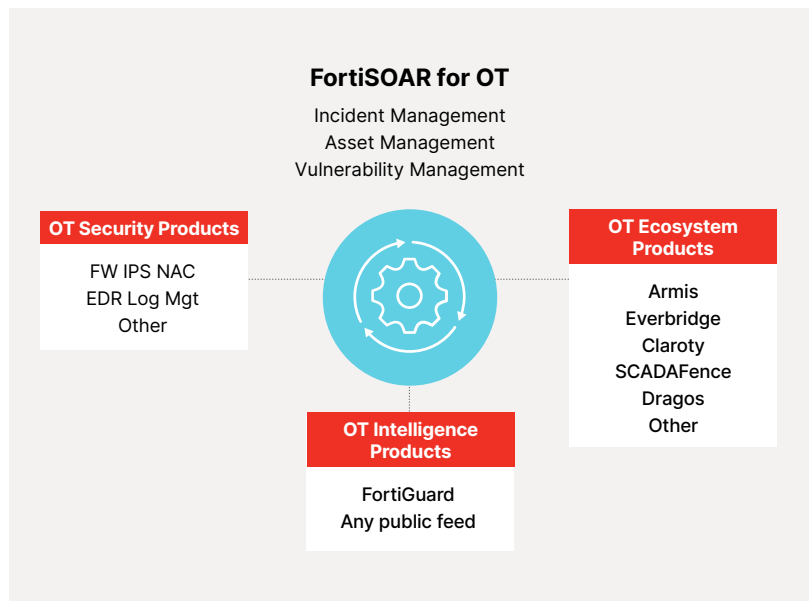 FortiSOAR for OT
Incident Management
Asset Management
Vulnerability Management
OT Security Products
FW IPS NAC
EDR Log Mgt
Other
OT Ecosystem
Products
Armis
Everbridge
Claroty
SCADAFence
Dragos
Other
OT Intelligence
Products
FortiGuard
Any public feed